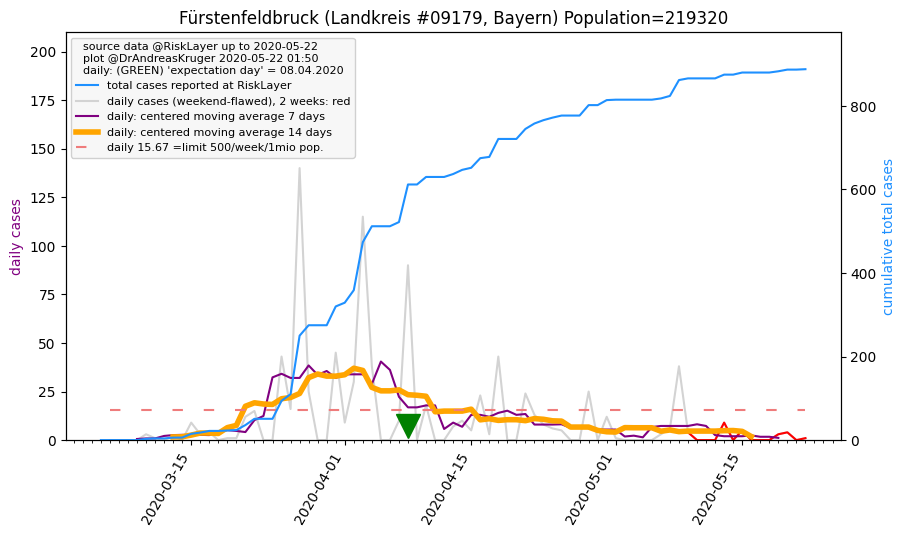 Fürstenfeldbruck (Landkreis #09179, Bayern) Population=219320
source data @RiskLayer up to 2020-05-22
plot @DrAndreasKruger 2020-05-22 01:50
daily: (GREEN) 'expectation day' = 08.04.2020
total cases reported at RiskLayer
daily cases (weekend-flawed), 2 weeks: red
daily: centered moving average 7 days
daily: centered moving average 14 days
daily 15.67 =limit 500/week/1mio pop.
daily cases
200
175
150
125
100
75
50
25
0
cumulative total cases
800
600
400
200
0
2020-03-15
2020-04-01
2020-04-15
2020-05-01
2020-05-15